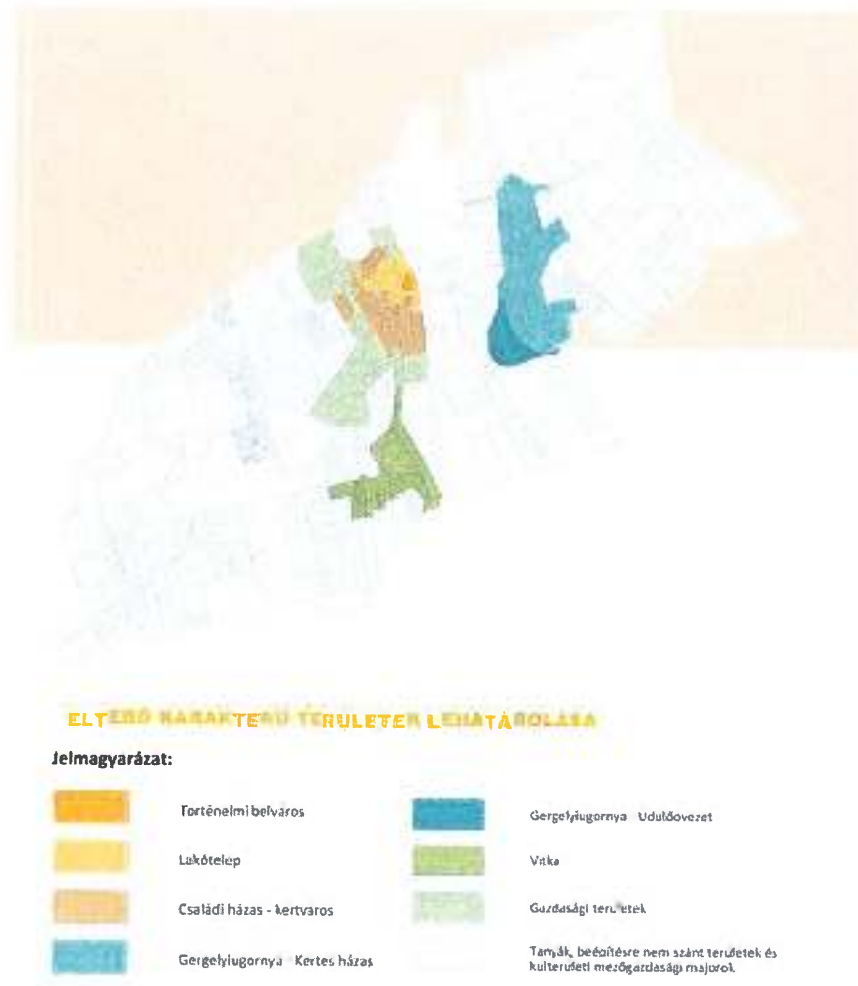 ELTÉRŐ KARAKTERŰ TERÜLETEK LEHATÁROLÁSA
Jelmagyarázat:
Történelmi belváros
Lakótelep
Családi házas - kertváros
Gergelyiugornya Kertes házas
Gergelyiugornya Üdülőövezet
Vitka
Gazdasági területek
Tanyák, beépítésre nem szánt területek és
külterületi mezőgazdasági majorok